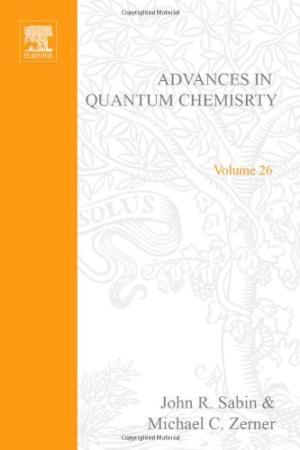 ELSEVIER
ADVANCES IN
QUANTUM CHEMISRTY
Volume 26
SOLUS
John R. Sabin &
Michael C. Zerner